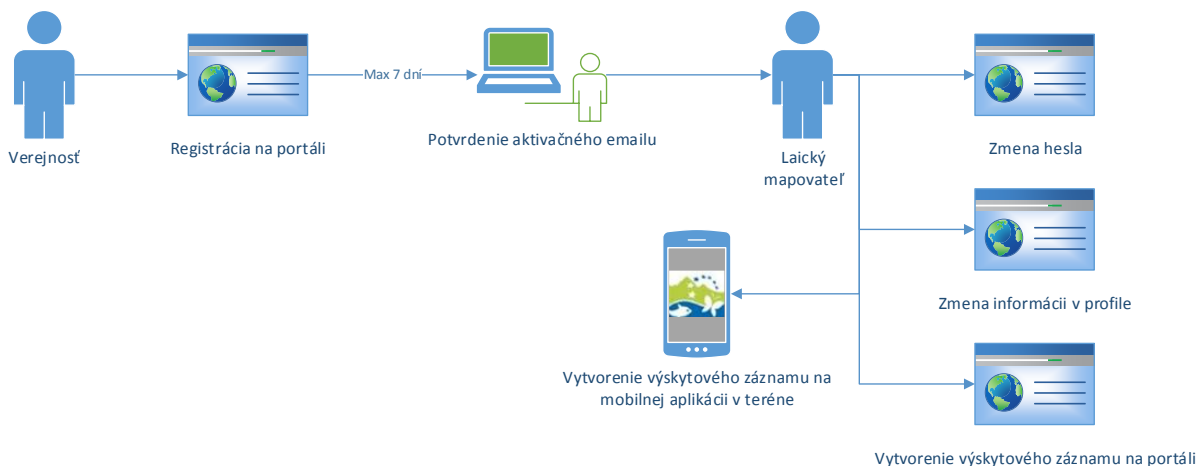 Max 7 dní
Verejnosť
Registrácia na portáli
Potvrdenie aktivačného emailu
Laický
mapovateľ
Zmena hesla
Zmena informácii v profile
Vytvorenie výskytového záznamu na
mobilnej aplikácii v teréne
Vytvorenie výskytového záznamu na portáli